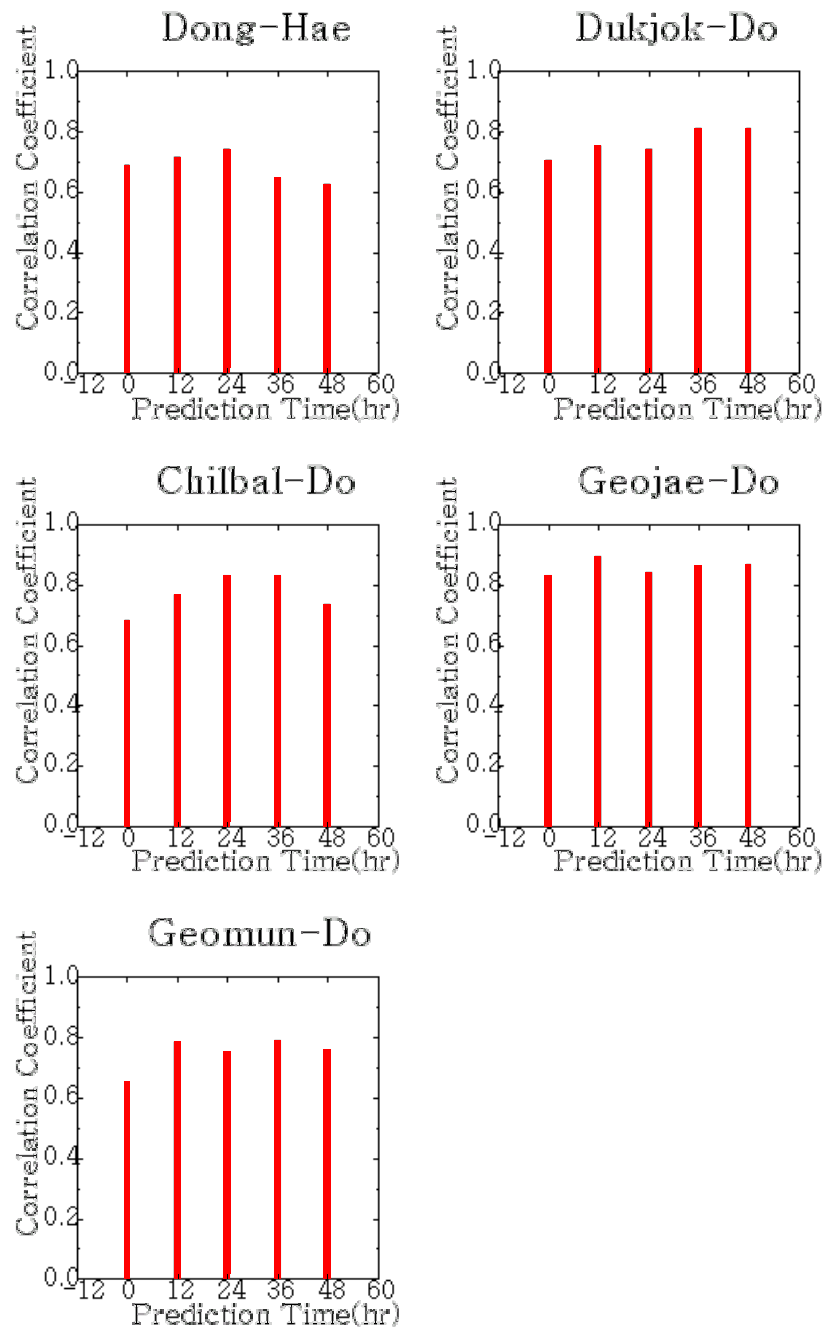 Dong-Hae
Correlation Coefficient
1.0
0.8
0.6
0.4
0.2
0.0
-12 0 12 24 36 48 60
Prediction Time(hr)
Dukjok-Do
Correlation Coefficient
1.0
0.8
0.6
0.4
0.2
0.0
-12 0 12 24 36 48 60
Prediction Time(hr)
Chilbal-Do
Correlation Coefficient
1.0
0.8
0.6
0.4
0.2
0.0
-12 0 12 24 36 48 60
Prediction Time(hr)
Geojae-Do
Correlation Coefficient
1.0
0.8
0.6
0.4
0.2
0.0
-12 0 12 24 36 48 60
Prediction Time(hr)
Geomun-Do
Correlation Coefficient
1.0
0.8
0.6
0.4
0.2
0.0
-12 0 12 24 36 48 60
Prediction Time(hr)